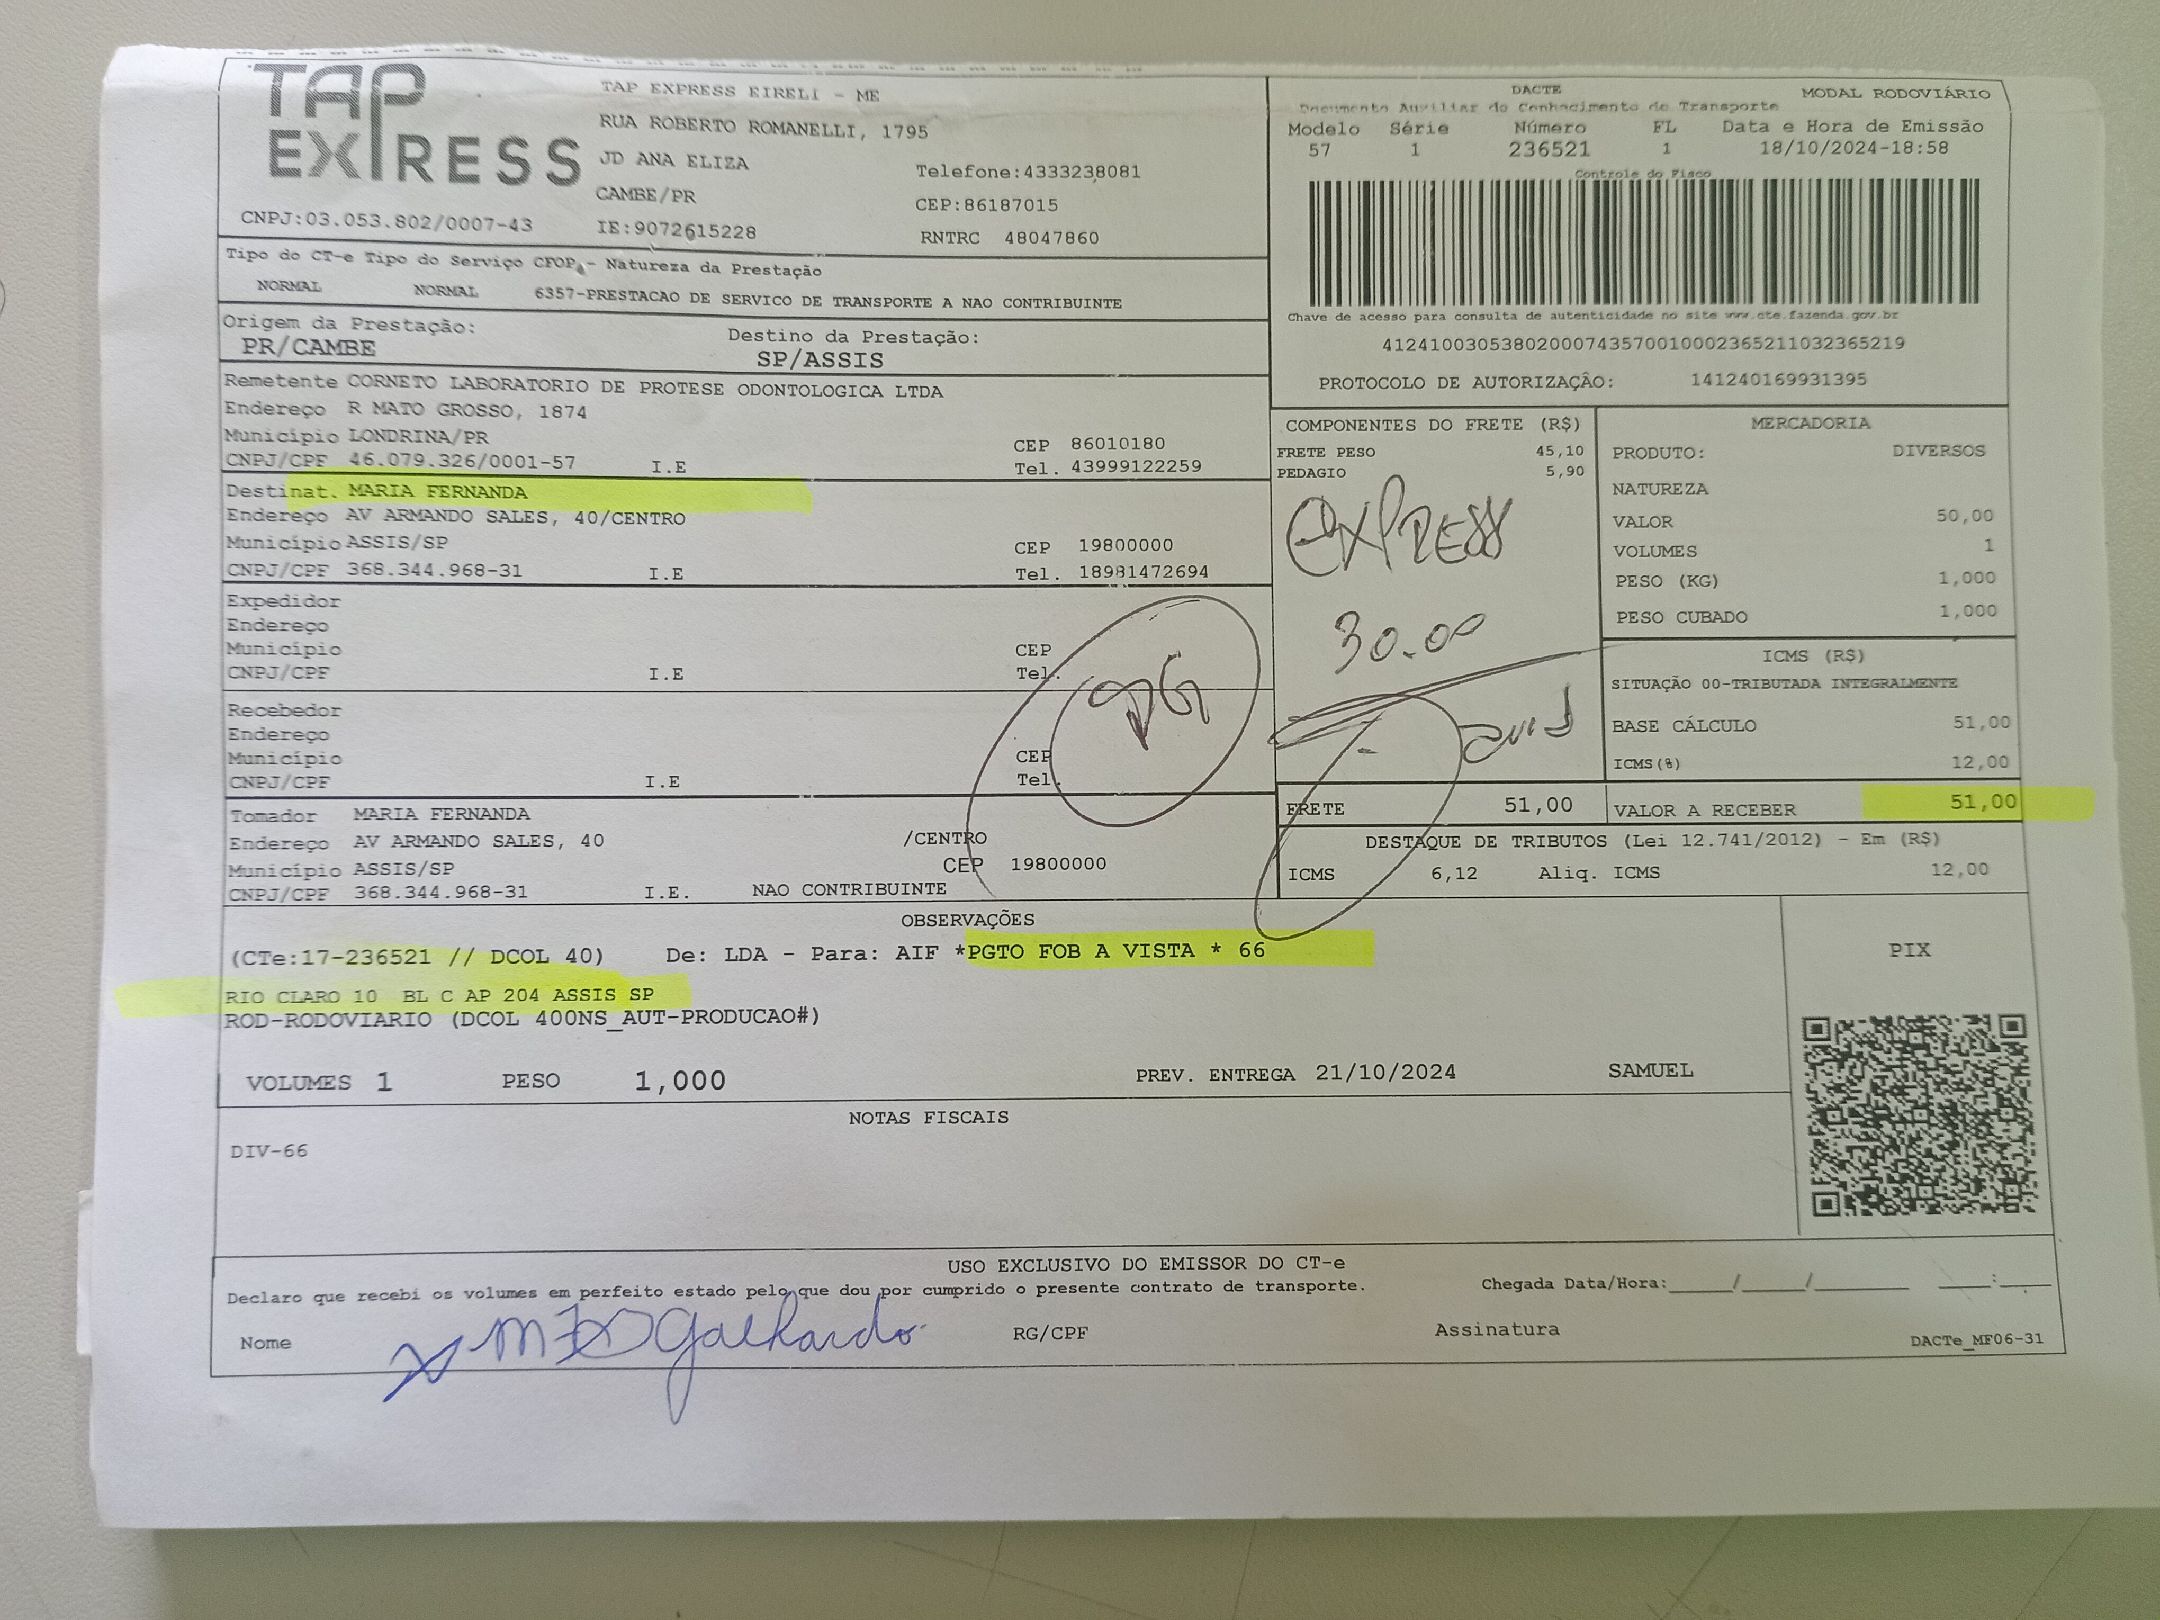 TAP EXPRESS
TAP EXPRESS EIRELI - ME
RUA ROBERTO ROMANELLI, 1795
JD ANA ELIZA
Telefone:4333238081
CAMBE/PR
CEP:86187015
CNPJ:03.053.802/0007-43
IE:9072615228
RNTRC 48047860
DACTE
MODAL RODOVIÁRIO
Documento Auxiliar do Conhecimento de Transporte
Modelo Série Número FL Data e Hora de Emissão
57 1 236521 1 18/10/2024-18:58
Controle do Fisco
Chave de acesso para consulta de autenticidade no site www.cte.fazenda.gov.br
41241003053802000743570010002365211032365219
PROTOCOLO DE AUTORIZAÇÃO: 141240169931395
Tipo do CT-e Tipo do Serviço CFOP - Natureza da Prestação
NORMAL NORMAL 6357-PRESTACAO DE SERVICO DE TRANSPORTE A NAO CONTRIBUINTE
Origem da Prestação: Destino da Prestação:
PR/CAMBE SP/ASSIS
Remetente CORNETO LABORATORIO DE PROTESE ODONTOLOGICA LTDA
Endereço R MATO GROSSO, 1874
Município LONDRINA/PR CEP 86010180
CNPJ/CPF 46.079.326/0001-57 I.E Tel. 43999122259
Destinat. MARIA FERNANDA
Endereço AV ARMANDO SALES, 40/CENTRO
Município ASSIS/SP CEP 19800000
CNPJ/CPF 368.344.968-31 I.E Tel. 18981472694
Expedidor
Endereço
Município CEP
CNPJ/CPF I.E Tel.
Recebedor
Endereço
Município CEP
CNPJ/CPF I.E Tel.
Tomador MARIA FERNANDA
Endereço AV ARMANDO SALES, 40 /CENTRO
Município ASSIS/SP CEP 19800000
CNPJ/CPF 368.344.968-31 I.E. NAO CONTRIBUINTE
PG
COMPONENTES DO FRETE (R$)
FRETE PESO 45,10
PEDAGIO 5,90
EXPRESS
30.00
MERCADORIA
PRODUTO: DIVERSOS
NATUREZA
VALOR 50,00
VOLUMES 1
PESO (KG) 1,000
PESO CUBADO 1,000
ICMS (R$)
SITUAÇÃO 00-TRIBUTADA INTEGRALMENTE
BASE CÁLCULO 51,00
ICMS(%) 12,00
FRETE 51,00 VALOR A RECEBER 51,00
DESTAQUE DE TRIBUTOS (Lei 12.741/2012) - Em (R$)
ICMS 6,12 Aliq. ICMS 12,00
OBSERVAÇÕES
(CTe:17-236521 // DCOL 40) De: LDA - Para: AIF *PGTO FOB A VISTA * 66
RIO CLARO 10 BL C AP 204 ASSIS SP
ROD-RODOVIARIO (DCOL 400NS_AUT-PRODUCAO#)
VOLUMES 1 PESO 1,000 PREV. ENTREGA 21/10/2024 SAMUEL
PIX
NOTAS FISCAIS
DIV-66
USO EXCLUSIVO DO EMISSOR DO CT-e
Declaro que recebi os volumes em perfeito estado pelo que dou por cumprido o presente contrato de transporte. Chegada Data/Hora:_____/_____/_______ ___:____
Nome Galhardo RG/CPF Assinatura
DACTe_MF06-31